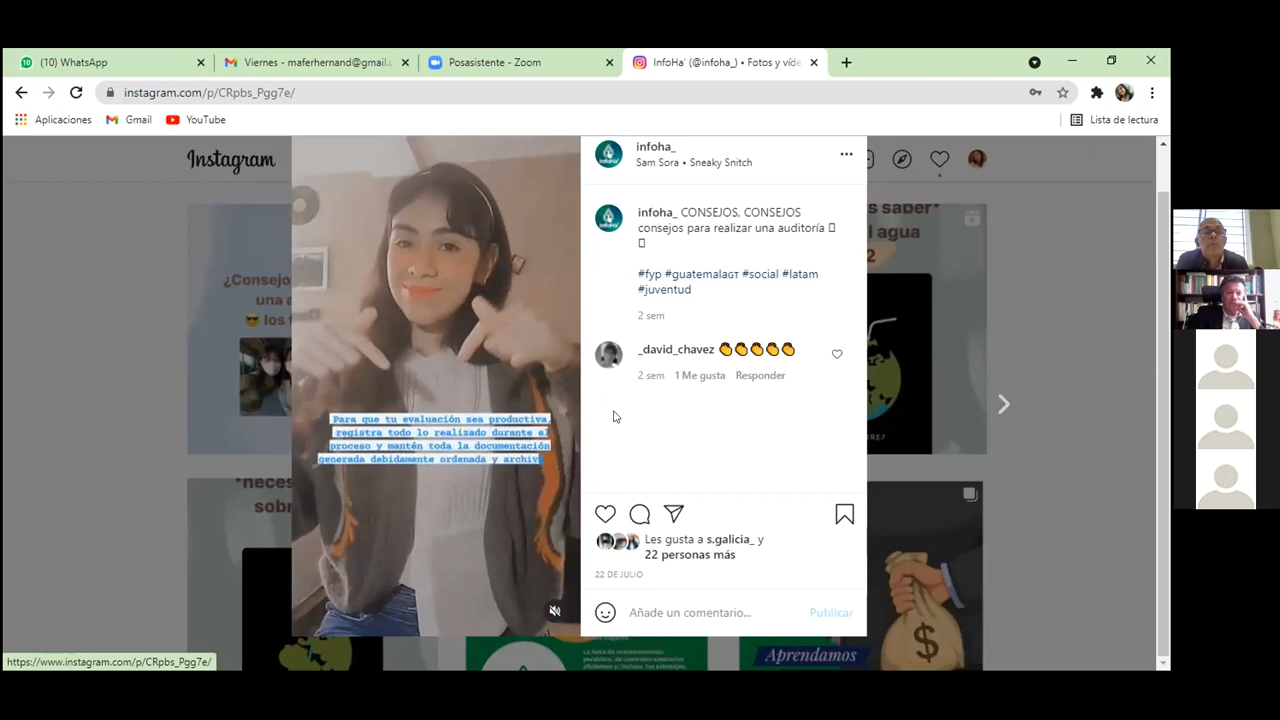 (10) WhatsApp
Viernes - maferhernand@gmail.c
Posasistente - Zoom
InfoHa' (@infoha_) • Fotos y víde
instagram.com/p/CRpbs_Pgg7e/
Aplicaciones
Gmail
YouTube
Lista de lectura
Instagram
infoha_
Sam Sora • Sneaky Snitch
infoha_ CONSEJOS, CONSEJOS
consejos para realizar una auditoría
#fyp #guatemalaGT #social #latam
#juventud
2 sem
_david_chavez
2 sem 1 Me gusta Responder
Para que tu evaluación sea productiva,
registra todo lo realizado durante el
proceso y mantén toda la documentación
generada debidamente ordenada y archiv
Les gusta a s.galicia_ y
22 personas más
22 DE JULIO
Añade un comentario...
Publicar
¿Consejo
una a
los
saber*
l agua
2
*neces
sobr
RE?
$
Aprendamos
https://www.instagram.com/p/CRpbs_Pgg7e/